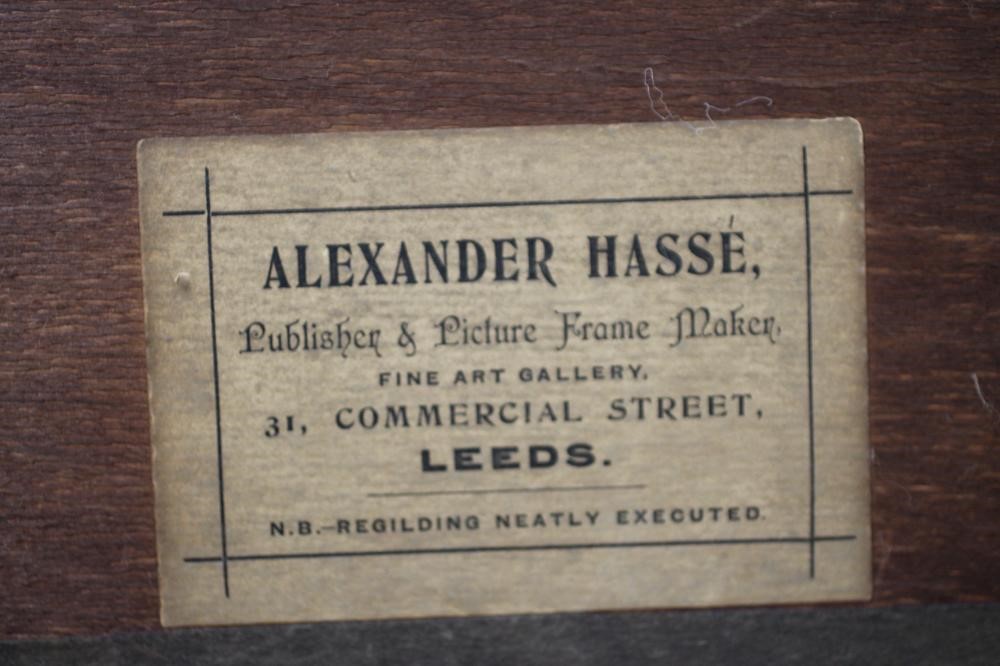 ALEXANDER HASSÉ,
Publisher & Picture Frame Maker,
FINE ART GALLERY,
31, COMMERCIAL STREET,
LEEDS.
N.B.—REGILDING NEATLY EXECUTED.